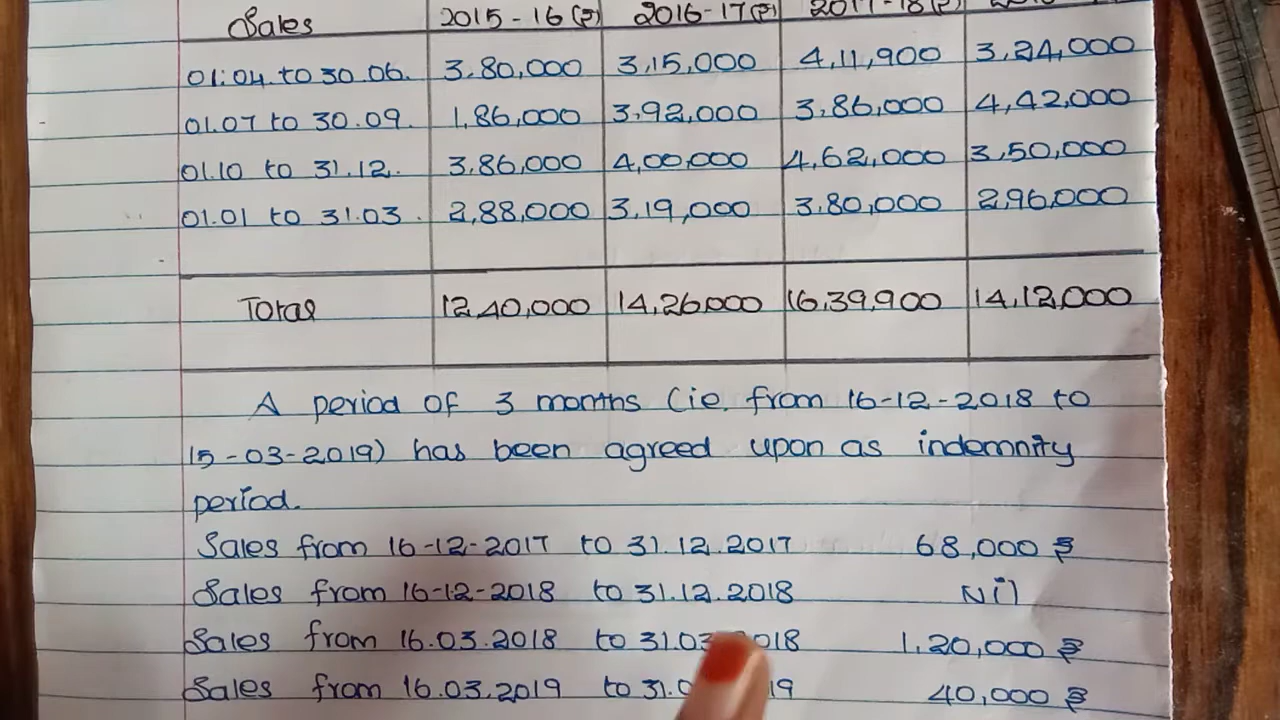 Sales 2015-16(₹) 2016-17(₹) 2017-18(₹)
01.04 to 30.06. 3,80,000 3,15,000 4,11,900 3,24,000
01.07 to 30.09. 1,86,000 3,92,000 3,86,000 4,42,000
01.10 to 31.12. 3,86,000 4,00,000 4,62,000 3,50,000
01.01 to 31.03. 2,88,000 3,19,000 3,80,000 2,96,000
Total 12,40,000 14,26,000 16,39,900 14,12,000
A period of 3 months (ie. from 16-12-2018 to
15-03-2019) has been agreed upon as indemnity
period.
Sales from 16-12-2017 to 31.12.2017 68,000 ₹
Sales from 16-12-2018 to 31.12.2018 Nil
Sales from 16.03.2018 to 31.03.2018 1,20,000 ₹
Sales from 16.03.2019 to 40,000 ₹